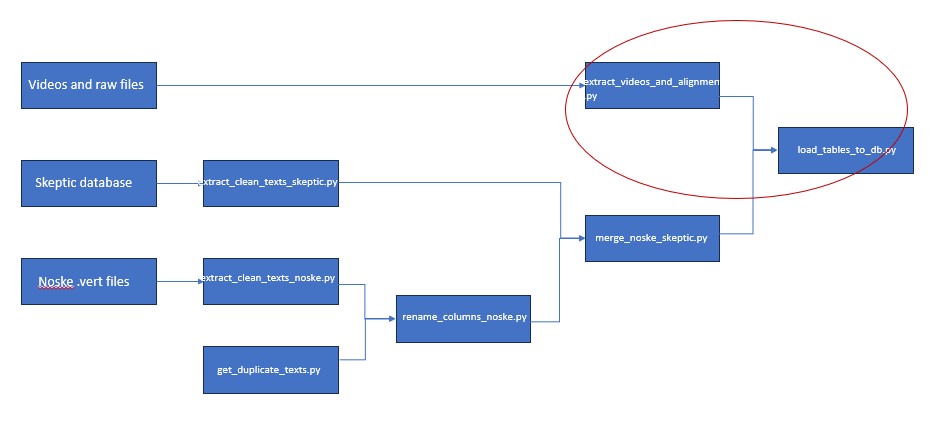 Videos and raw files
extract_videos_and_alignment
.py
load_tables_to_db.py
Skeptic database
extract_clean_texts_skeptic.py
merge_noske_skeptic.py
Noske .vert files
extract_clean_texts_noske.py
rename_columns_noske.py
get_duplicate_texts.py